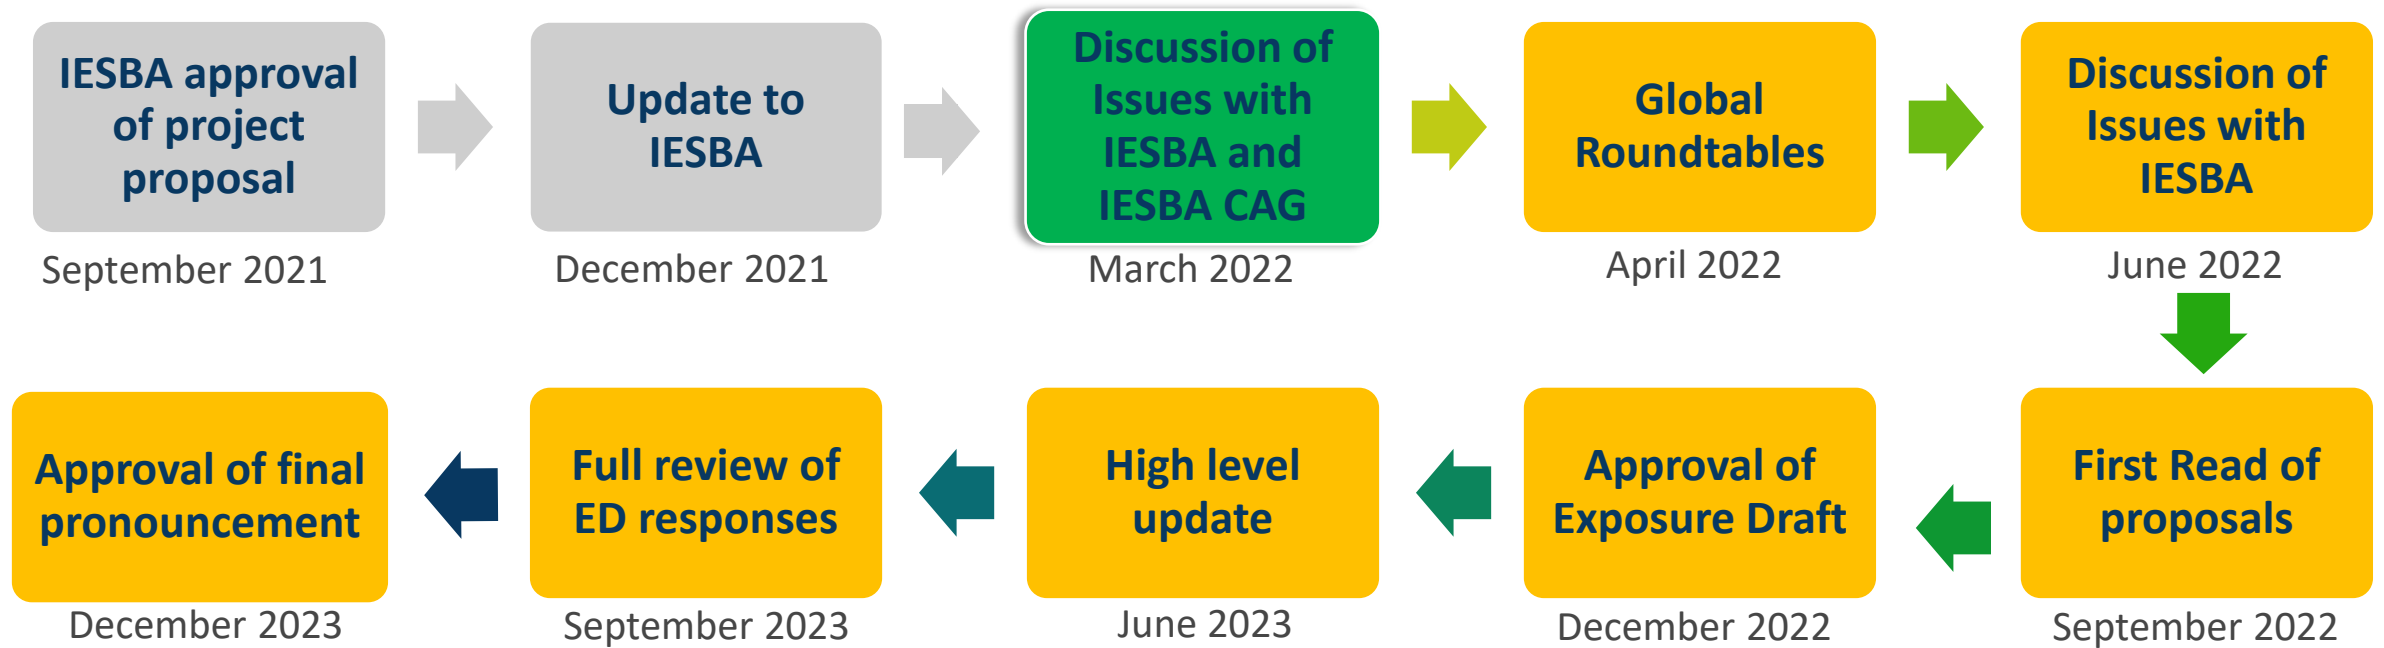 IESBA approval
of project
proposal
September 2021
Update to
IESBA
December 2021
Discussion of
Issues with
IESBA and
IESBA CAG
March 2022
Global
Roundtables
April 2022
Discussion of
Issues with
IESBA
June 2022
First Read of
proposals
September 2022
Approval of
Exposure Draft
December 2022
High level
update
June 2023
Full review of
ED responses
September 2023
Approval of final
pronouncement
December 2023